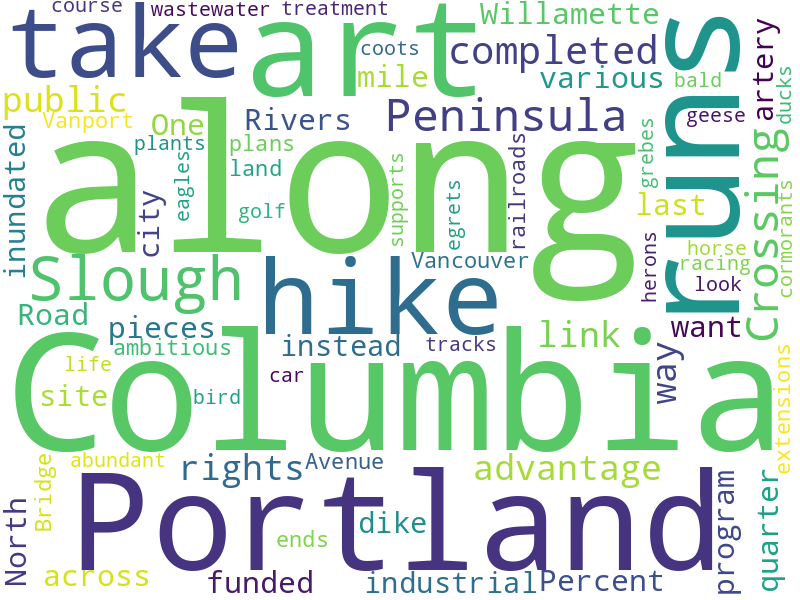 course wastewater treatment
take art Willamette
coots completed
mile various bald
public Vanport One Rivers Peninsula geese artery ducks
plants plans
along runs
inundated city eagles land golf supports egrets railroads grebes last Crossing cormorants
Slough hike Vancouver herons horse
racing
look
Road pieces instead link want
ambitious tracks way
Columbia
life car
site bird extensions
Bridge abundant rights Avenue advantage
North Portland program quarter
dike
ends
across funded industrial Percent